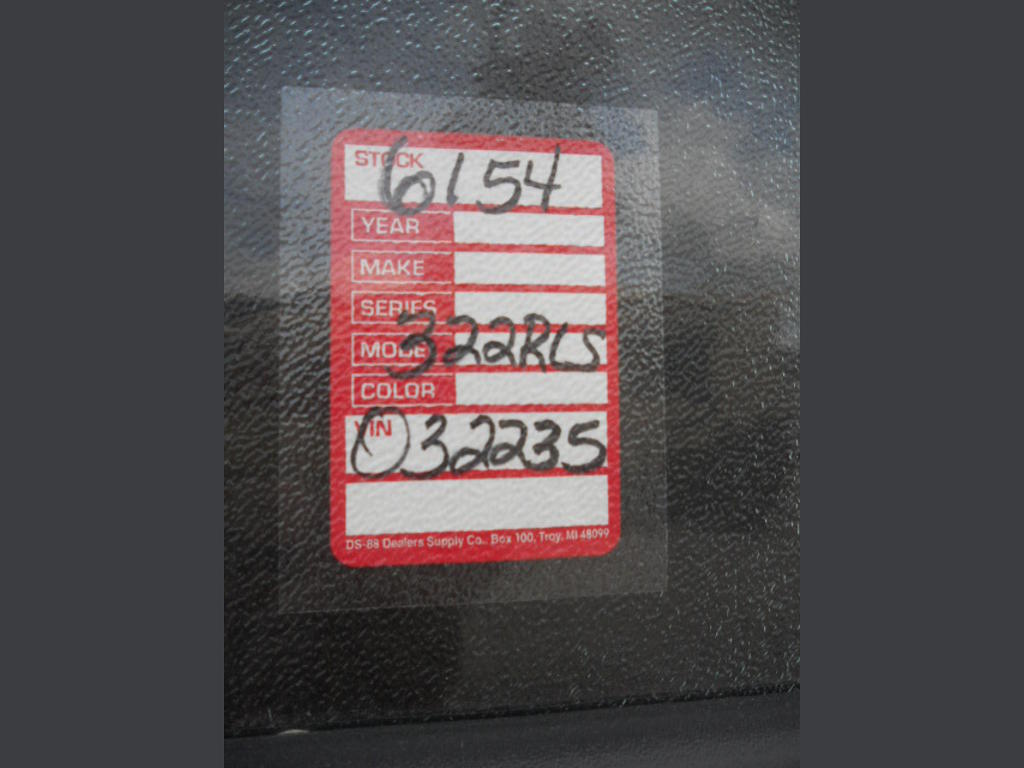 STOCK 6154
YEAR
MAKE
SERIES
MODEL 322RLS
COLOR
VIN 032235
DS-88 Dealers Supply Co., Box 100, Troy, MI 48099